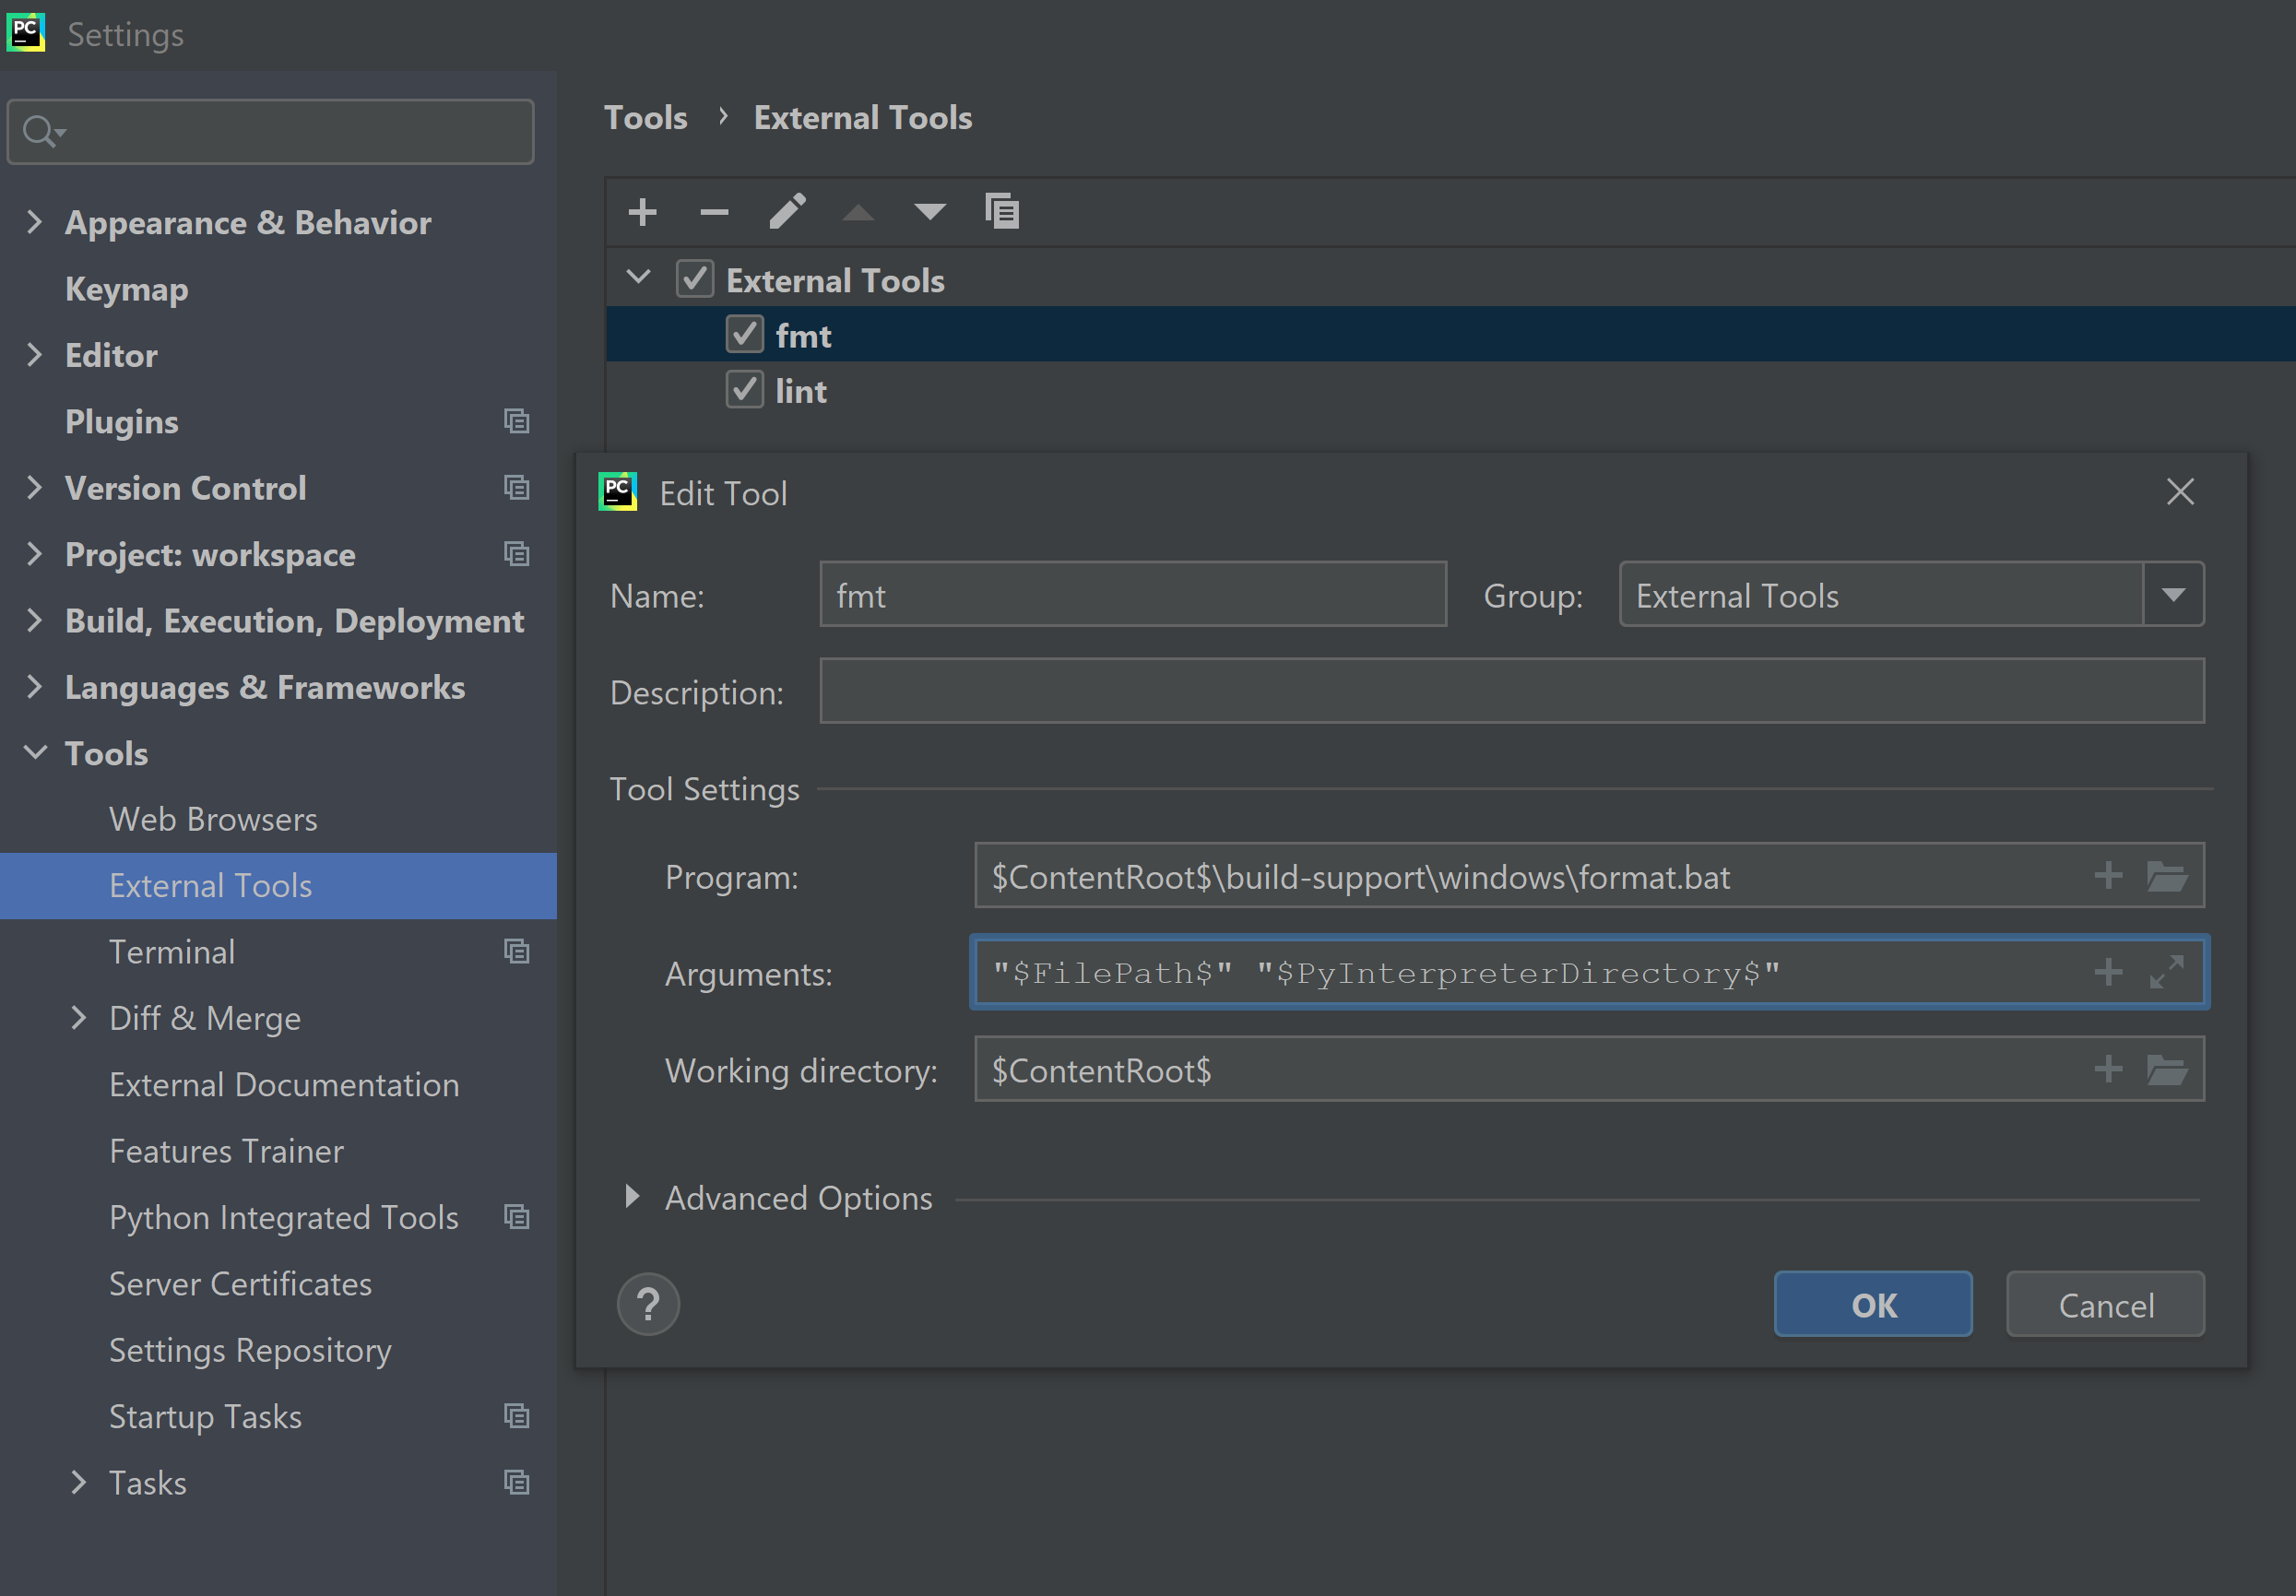 PC
Settings
Appearance & Behavior
Keymap
Editor
Plugins
Version Control
Project: workspace
Build, Execution, Deployment
Languages & Frameworks
Tools
Web Browsers
External Tools
Terminal
Diff & Merge
External Documentation
Features Trainer
Python Integrated Tools
Server Certificates
Settings Repository
Startup Tasks
Tasks
Tools › External Tools
External Tools
fmt
lint
PC
Edit Tool
Name: fmt Group: External Tools
Description:
Tool Settings
Program: $ContentRoot$\build-support\windows\format.bat
Arguments: "$FilePath$" "$PyInterpreterDirectory$"
Working directory: $ContentRoot$
Advanced Options
? OK Cancel